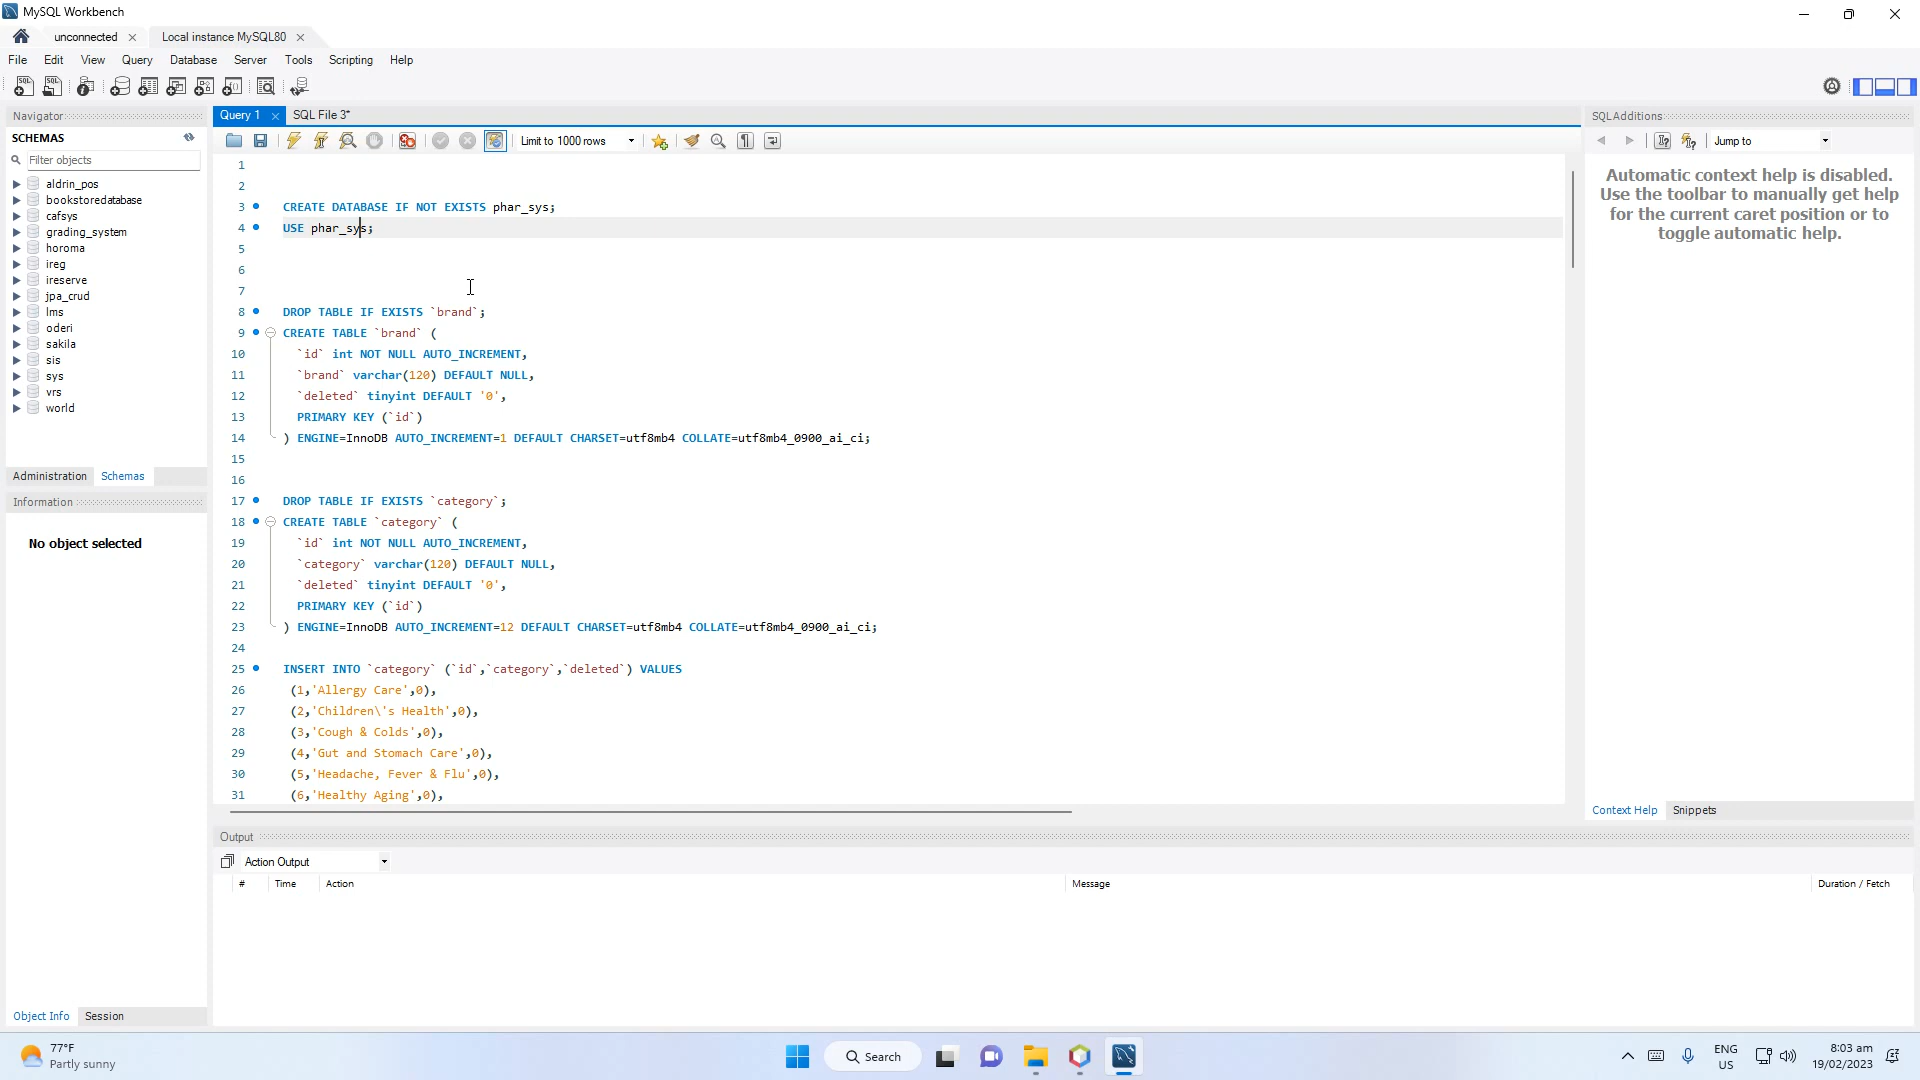 MySQL Workbench
unconnected
Local instance MySQL80
File Edit View Query Database Server Tools Scripting Help
Navigator
SCHEMAS
Filter objects
aldrin_pos
bookstoredatabase
cafsys
grading_system
horoma
ireg
ireserve
jpa_crud
lms
oderi
sakila
sis
sys
vrs
world
Administration Schemas
Information
No object selected
Object Info Session
Query 1
SQL File 3*
Limit to 1000 rows
1
2
3 CREATE DATABASE IF NOT EXISTS phar_sys;
4 USE phar_sys;
5
6
7
8 DROP TABLE IF EXISTS `brand`;
9 CREATE TABLE `brand` (
10 `id` int NOT NULL AUTO_INCREMENT,
11 `brand` varchar(120) DEFAULT NULL,
12 `deleted` tinyint DEFAULT '0',
13 PRIMARY KEY (`id`)
14 ) ENGINE=InnoDB AUTO_INCREMENT=1 DEFAULT CHARSET=utf8mb4 COLLATE=utf8mb4_0900_ai_ci;
15
16
17 DROP TABLE IF EXISTS `category`;
18 CREATE TABLE `category` (
19 `id` int NOT NULL AUTO_INCREMENT,
20 `category` varchar(120) DEFAULT NULL,
21 `deleted` tinyint DEFAULT '0',
22 PRIMARY KEY (`id`)
23 ) ENGINE=InnoDB AUTO_INCREMENT=12 DEFAULT CHARSET=utf8mb4 COLLATE=utf8mb4_0900_ai_ci;
24
25 INSERT INTO `category` (`id`,`category`,`deleted`) VALUES
26 (1,'Allergy Care',0),
27 (2,'Children\'s Health',0),
28 (3,'Cough & Colds',0),
29 (4,'Gut and Stomach Care',0),
30 (5,'Headache, Fever & Flu',0),
31 (6,'Healthy Aging',0),
SQLAdditions
Jump to
Automatic context help is disabled.
Use the toolbar to manually get help
for the current caret position or to
toggle automatic help.
Context Help Snippets
Output
Action Output
# Time Action Message Duration / Fetch
77°F
Partly sunny
Search
ENG
US
8:03 am
19/02/2023